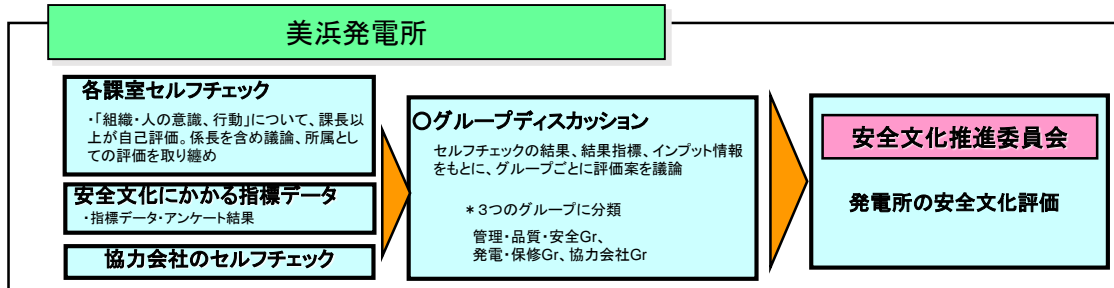 美浜発電所
各課室セルフチェック
・「組織・人の意識、行動」について、課長以
上が自己評価。係長を含め議論、所属とし
ての評価を取り纏め
安全文化にかかる指標データ
・指標データ・アンケート結果
協力会社のセルフチェック
〇グループディスカッション
セルフチェックの結果、結果指標、インプット情報
をもとに、グループごとに評価案を議論
＊3つのグループに分類
管理・品質・安全Gr、
発電・保修Gr、協力会社Gr
安全文化推進委員会
発電所の安全文化評価